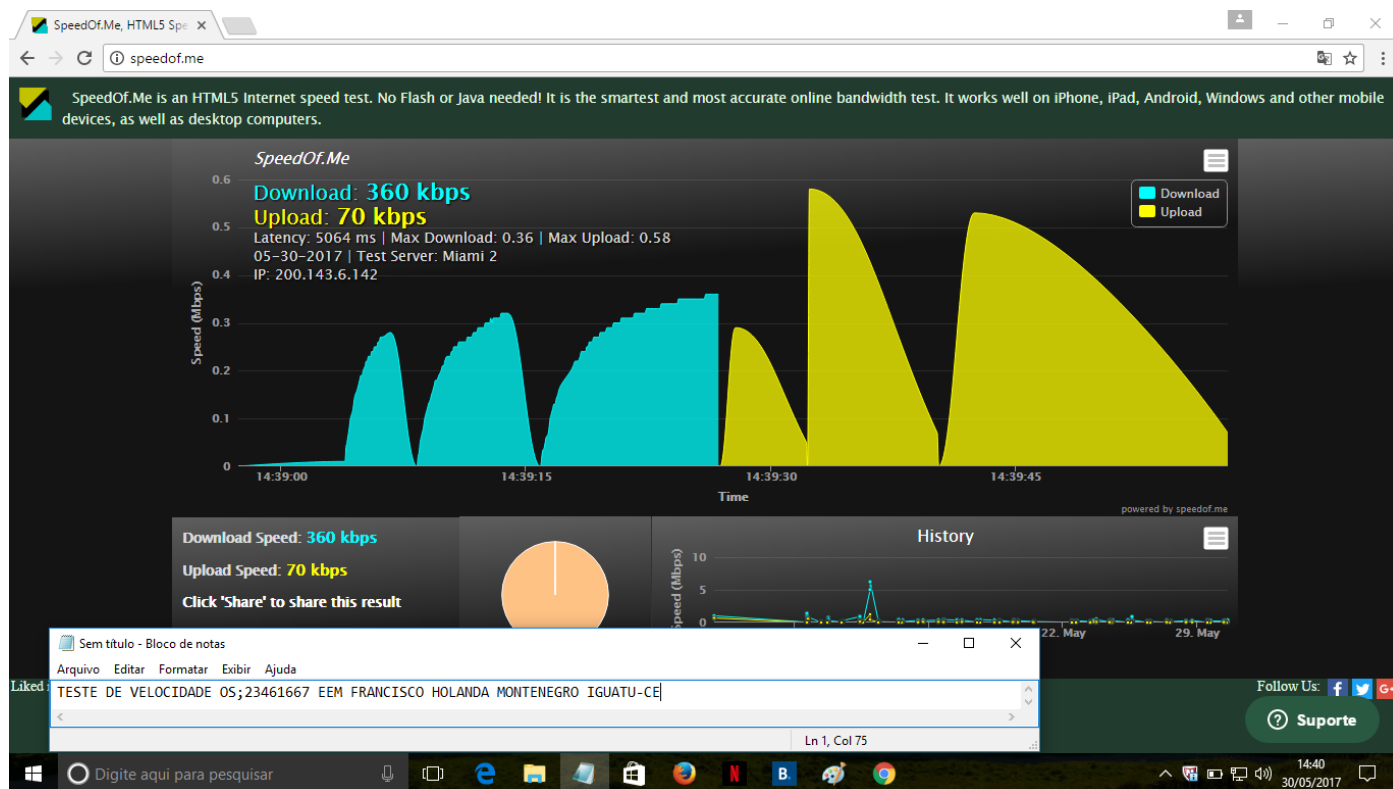 SpeedOf.Me, HTML5 Spe
speedof.me
SpeedOf.Me is an HTML5 Internet speed test. No Flash or Java needed! It is the smartest and most accurate online bandwidth test. It works well on iPhone, iPad, Android, Windows and other mobile
devices, as well as desktop computers.
SpeedOf.Me
Download: 360 kbps
Upload: 70 kbps
Latency: 5064 ms | Max Download: 0.36 | Max Upload: 0.58
05-30-2017 | Test Server: Miami 2
IP: 200.143.6.142
Download
Upload
0.6
0.5
0.4
0.3
0.2
0.1
0
Speed (Mbps)
14:39:00 14:39:15 14:39:30 14:39:45
Time
powered by speedof.me
Download Speed: 360 kbps
Upload Speed: 70 kbps
Click 'Share' to share this result
History
Speed (Mbps)
10
5
0
22. May 29. May
Sem título - Bloco de notas
Arquivo Editar Formatar Exibir Ajuda
TESTE DE VELOCIDADE OS;23461667 EEM FRANCISCO HOLANDA MONTENEGRO IGUATU-CE
Ln 1, Col 75
Liked
Follow Us: f G+
Suporte
Digite aqui para pesquisar
N
B.
14:40
30/05/2017